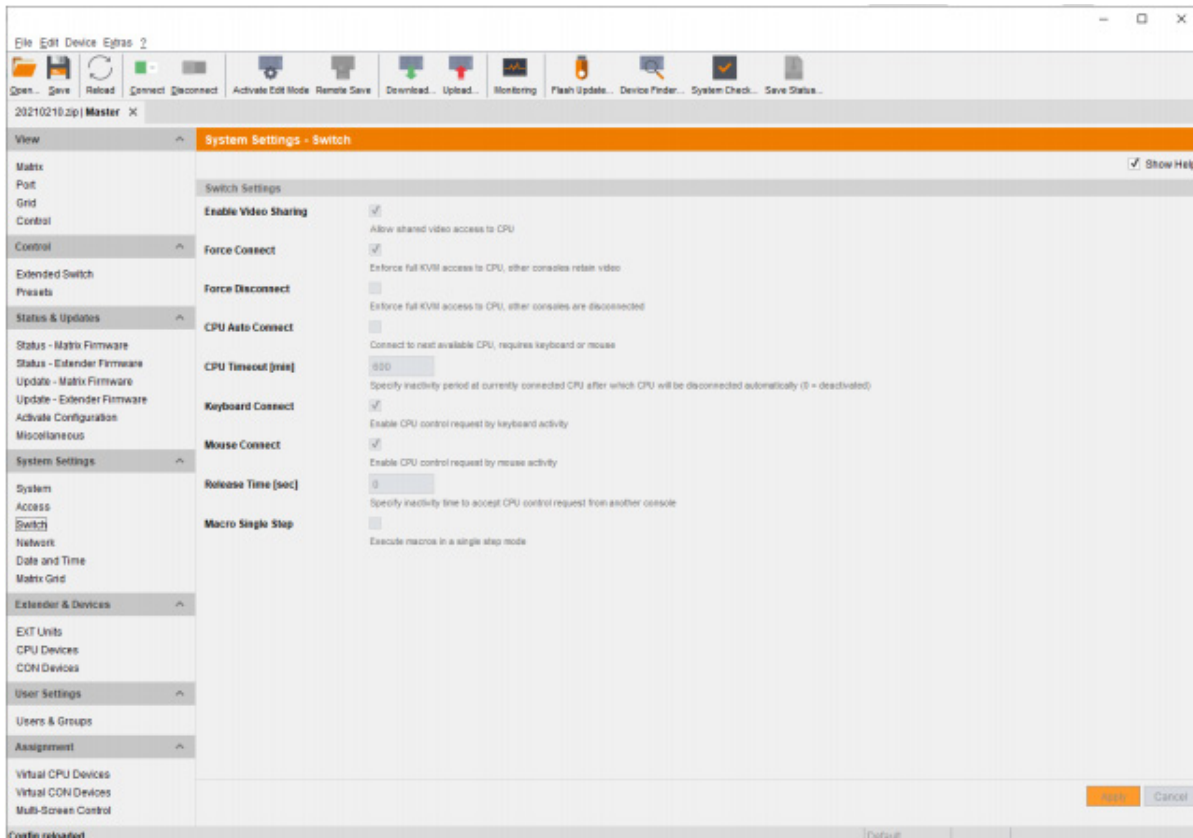 File Edit Device Extras ?
Open... Save Reload Connect Disconnect Activate Edit Mode Remote Save Download... Upload... Monitoring Flash Update... Device Finder... System Check... Save Status...
20210210.zip | Master X
View
Matrix
Port
Grid
Control
Control
Extended Switch
Presets
Status & Updates
Status - Matrix Firmware
Status - Extender Firmware
Update - Matrix Firmware
Update - Extender Firmware
Activate Configuration
Miscellaneous
System Settings
System
Access
Switch
Network
Date and Time
Matrix Grid
Extender & Devices
EXT Units
CPU Devices
CON Devices
User Settings
Users & Groups
Assignment
Virtual CPU Devices
Virtual CON Devices
Multi-Screen Control
System Settings - Switch
Show Help
Switch Settings
Enable Video Sharing
Allow shared video access to CPU
Force Connect
Enforce full KVM access to CPU, other consoles retain video
Force Disconnect
Enforce full KVM access to CPU, other consoles are disconnected
CPU Auto Connect
Connect to next available CPU, requires keyboard or mouse
CPU Timeout [min]
600
Specify inactivity period at currently connected CPU after which CPU will be disconnected automatically (0 = deactivated)
Keyboard Connect
Enable CPU control request by keyboard activity
Mouse Connect
Enable CPU control request by mouse activity
Release Time [sec]
0
Specify inactivity time to accept CPU control request from another console
Macro Single Step
Execute macros in a single step mode
Apply Cancel
Config reloaded
Default